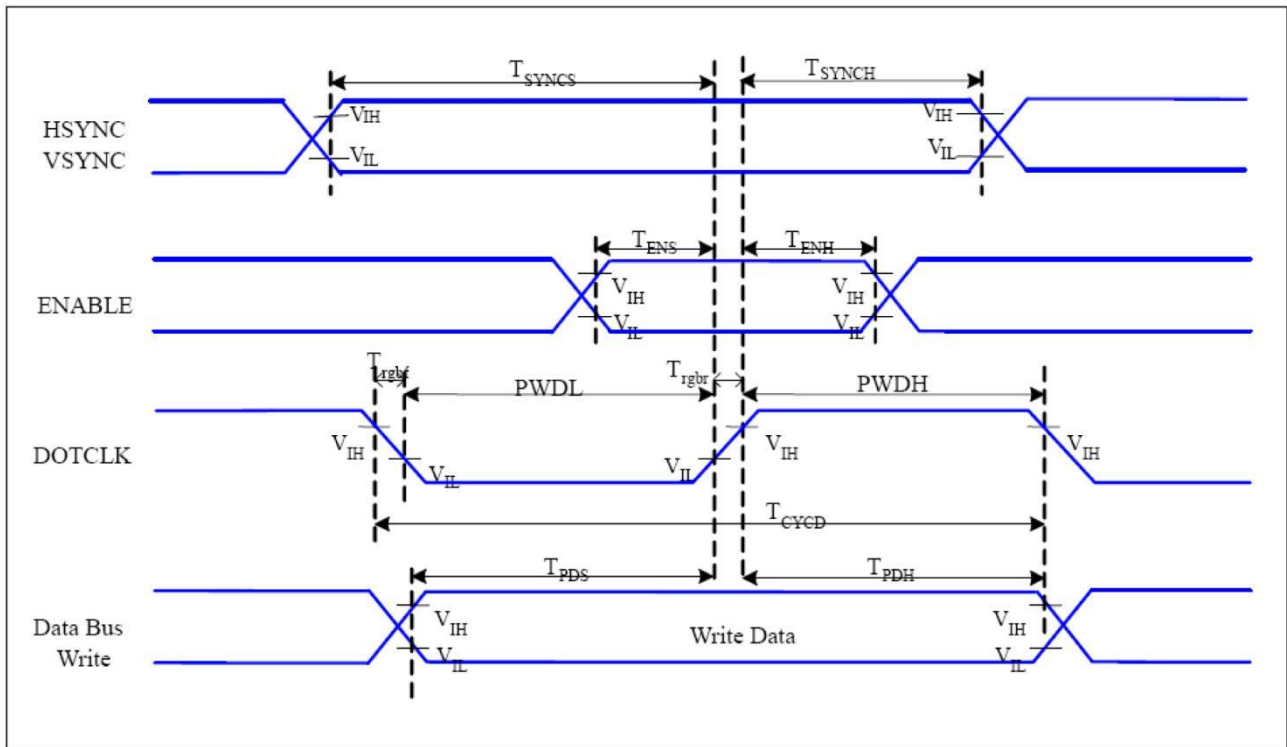 TSYNCS TSYNCH
HSYNC
VSYNC
VIH VIH
VIL VIL
TENS TENH
ENABLE
VIH VIH
VIL VIL
Trgbf PWDL Trgbr PWDH
DOTCLK
VIH VIH VIH
VIL VIL
TCYCD
TPDS TPDH
Data Bus
Write
VIH Write Data VIH
VIL VIL